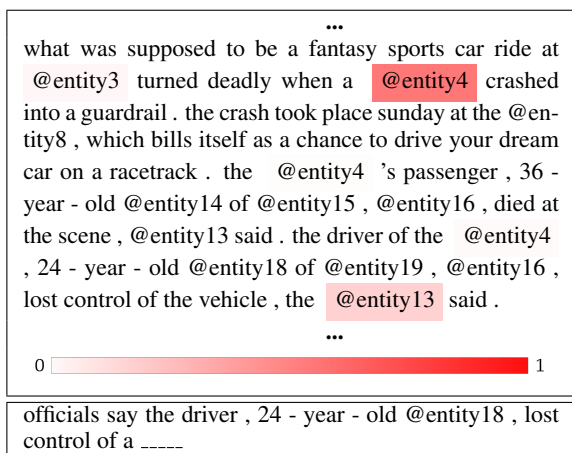 ...
what was supposed to be a fantasy sports car ride at
@entity3 turned deadly when a @entity4 crashed
into a guardrail . the crash took place sunday at the @en-
tity8 , which bills itself as a chance to drive your dream
car on a racetrack . the @entity4 's passenger , 36 -
year - old @entity14 of @entity15 , @entity16 , died at
the scene , @entity13 said . the driver of the @entity4
, 24 - year - old @entity18 of @entity19 , @entity16 ,
lost control of the vehicle , the @entity13 said .
...
0 1
officials say the driver , 24 - year - old @entity18 , lost
control of a _____